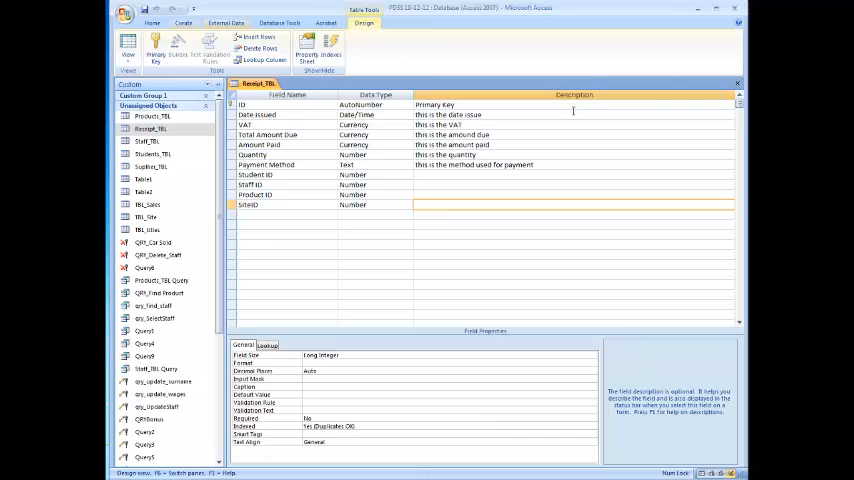 Table Tools
PDSS 10-12-12 : Database (Access 2007) - Microsoft Access
Home Create External Data Database Tools Acrobat Design
View Primary Key Builder Test Validation Rules Insert Rows Delete Rows Lookup Column Property Sheet Indexes
Views Tools Show/Hide
Custom
Custom Group 1
Unassigned Objects
Products_TBL
Receipt_TBL
Staff_TBL
Students_TBL
Supllier_TBL
Table1
Table2
TBL_Sales
TBL_Site
TBL_titles
QRY_Car Sold
QRY_Delete_Staff
Query6
Products_TBL Query
QRY_Find Product
qry_find_staff
qry_SelectStaff
Query1
Query4
Query9
Staff_TBL Query
qry_update_surname
qry_update_wages
qry_UpdateStaff
QRYBonus
Query2
Query3
Query5
Receipt_TBL
Field Name Data Type Description
ID AutoNumber Primary Key
Date issued Date/Time this is the date issue
VAT Currency this is the VAT
Total Amount Due Currency this is the amound due
Amount Paid Currency this is the amount paid
Quantity Number this is the quantity
Payment Method Text this is the method used for payment
Student ID Number
Staff ID Number
Product ID Number
SiteID Number
Field Properties
General Lookup
Field Size Long Integer
Format
Decimal Places Auto
Input Mask
Caption
Default Value
Validation Rule
Validation Text
Required No
Indexed Yes (Duplicates OK)
Smart Tags
Text Align General
The field description is optional. It helps you
describe the field and is also displayed in the
status bar when you select this field on a
form. Press F1 for help on descriptions.
Design view. F6 = Switch panes. F1 = Help.
Num Lock